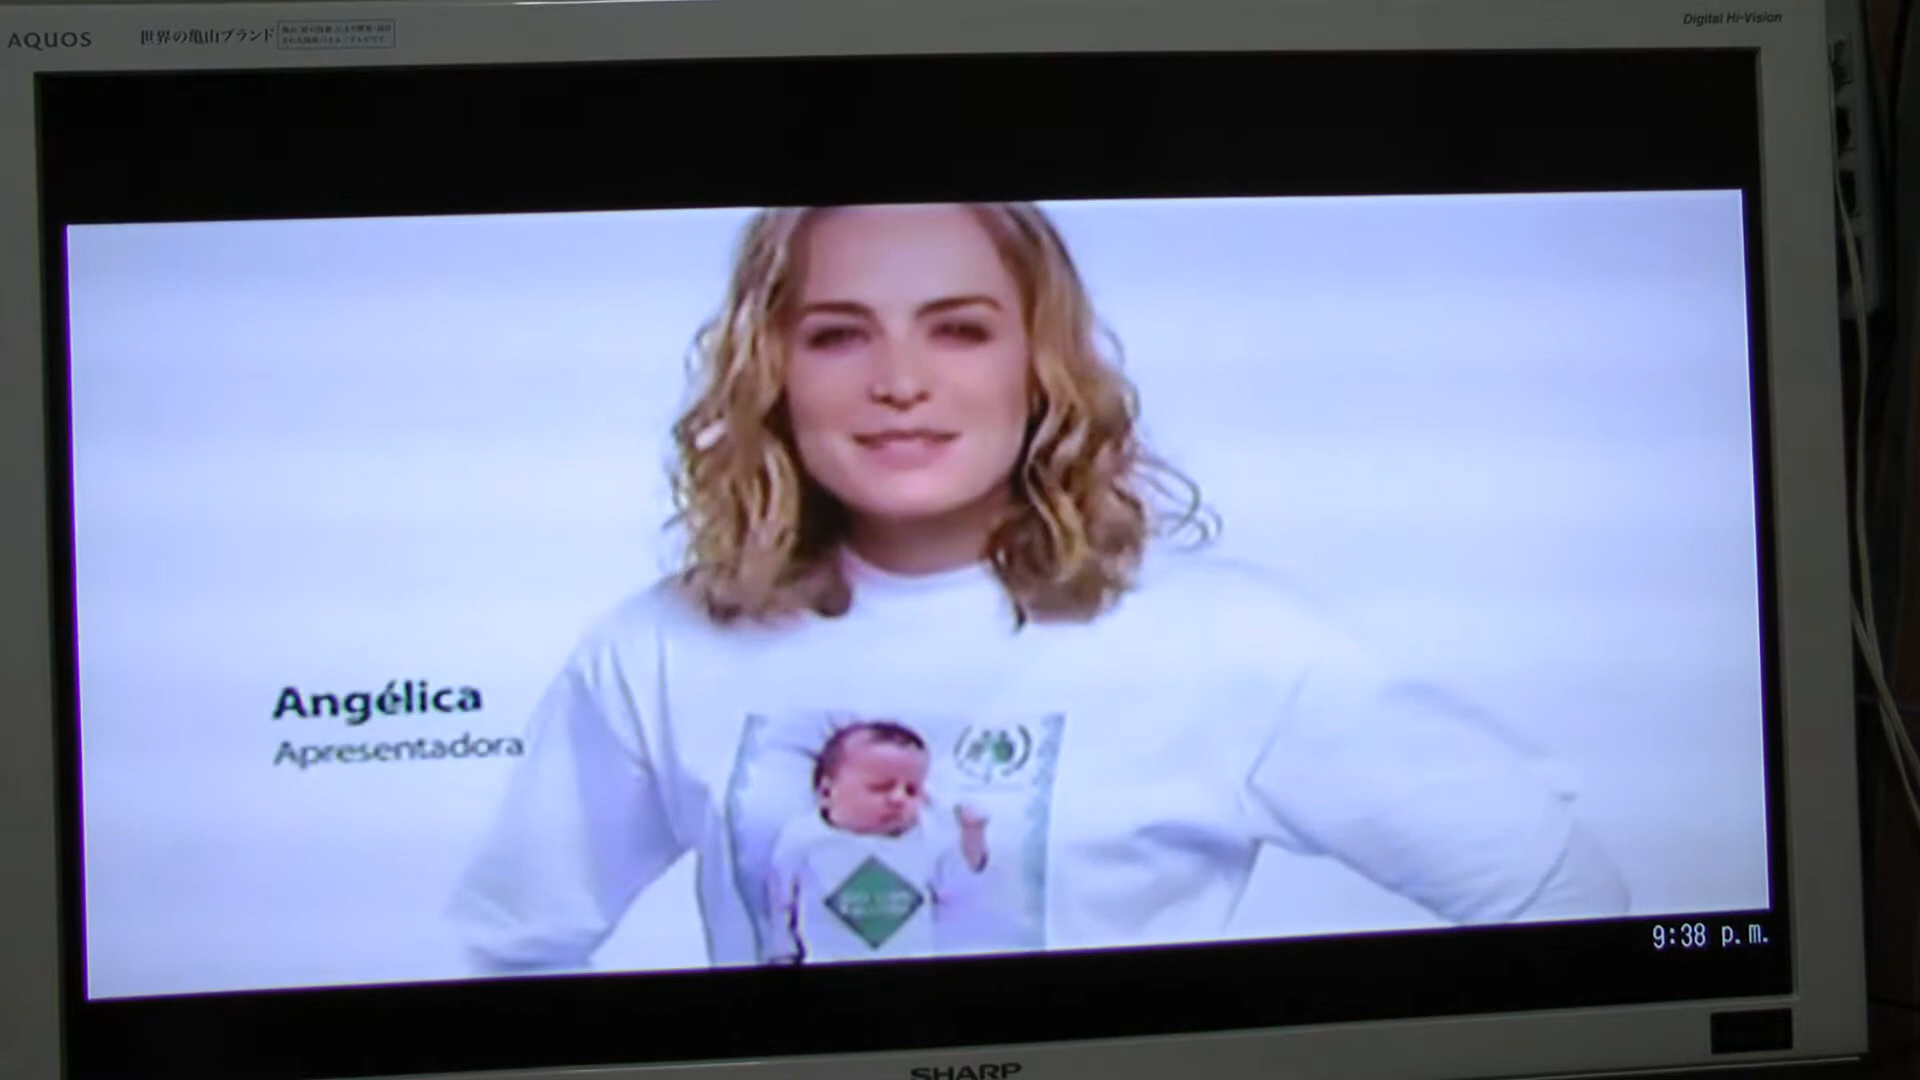 AQUOS
世界の亀山ブランド
Digital Hi-Vision
Angélica
Apresentadora
9:38 p.m.
SHARP